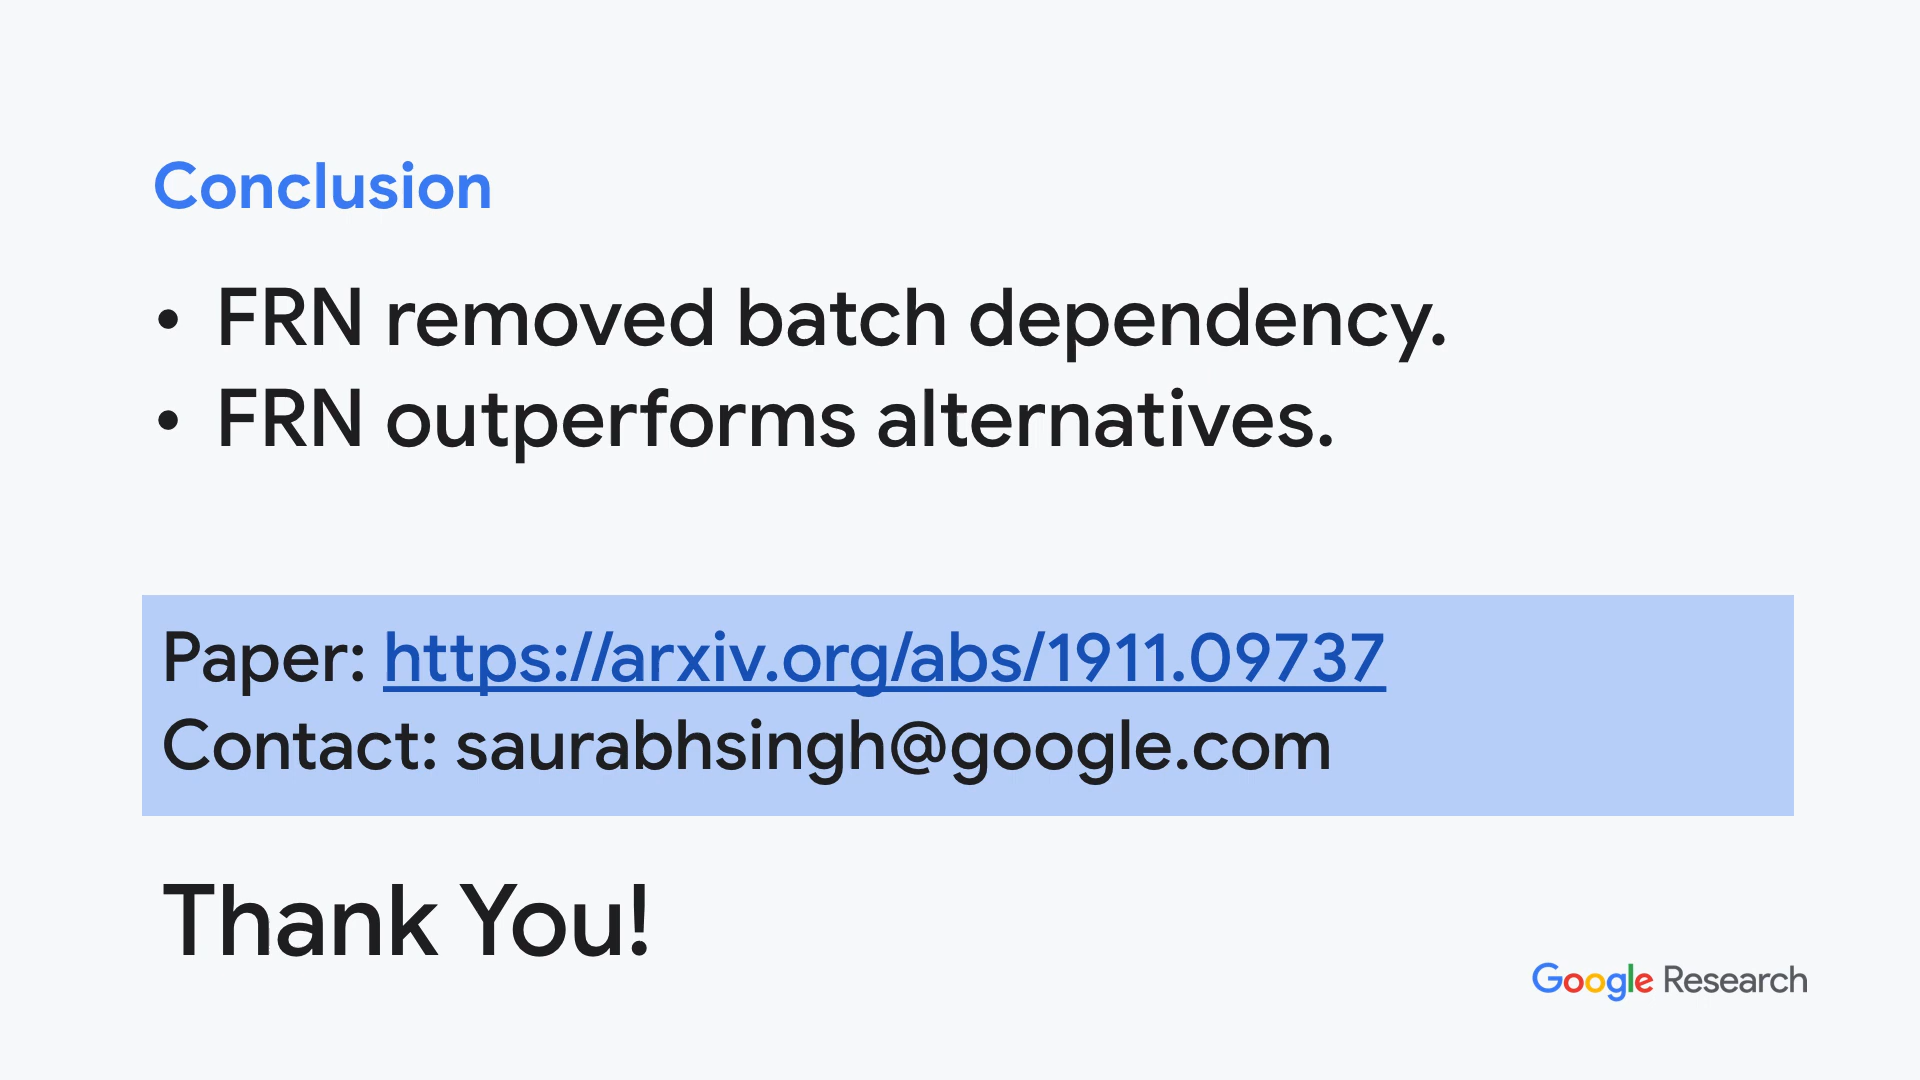 Conclusion
• FRN removed batch dependency.
• FRN outperforms alternatives.
Paper: https://arxiv.org/abs/1911.09737
Contact: saurabhsingh@google.com
Thank You!
Google Research